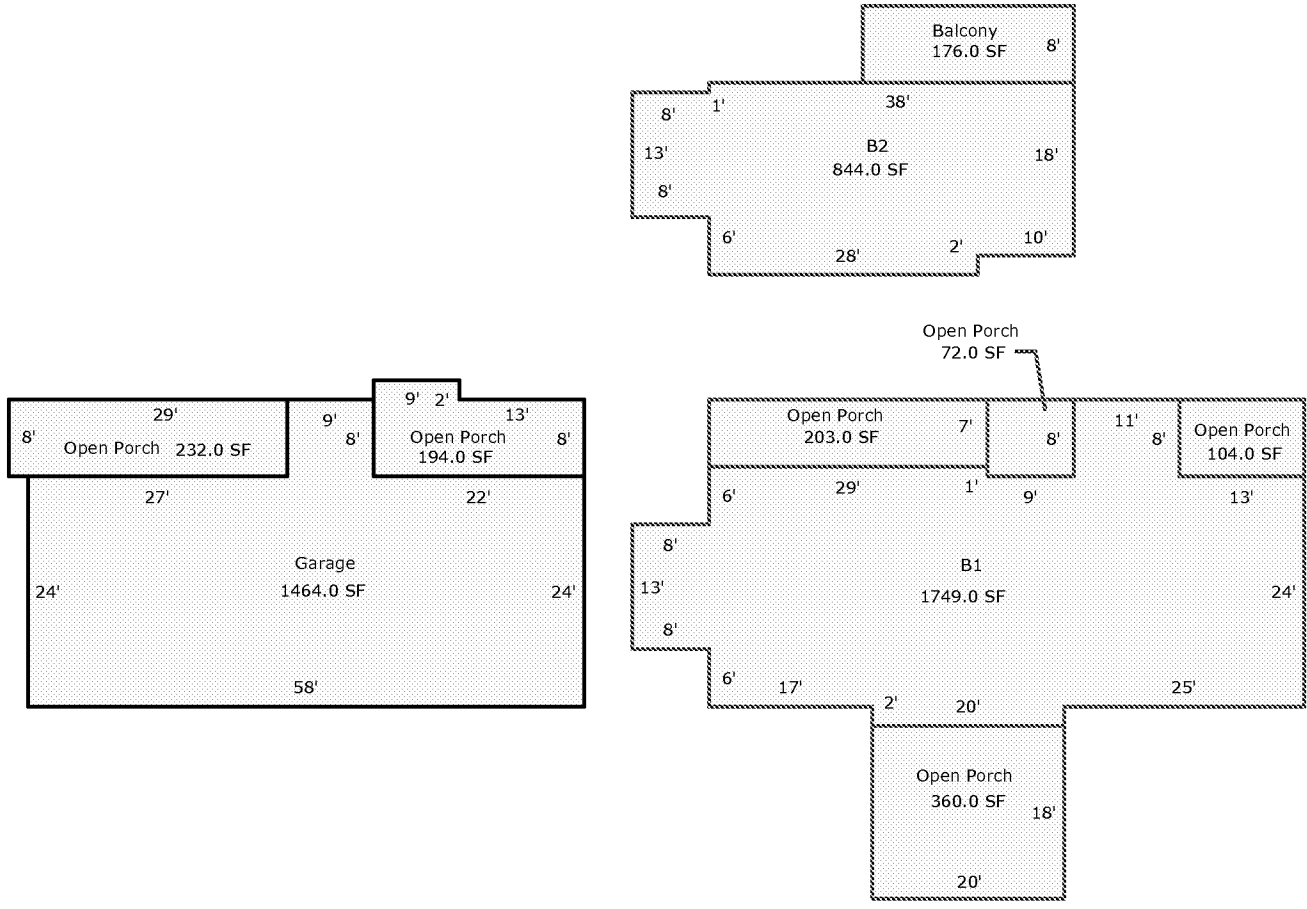 Balcony
176.0 SF
8'
8'
1'
38'
13'
B2
844.0 SF
18'
8'
6'
28'
2'
10'
Open Porch
72.0 SF
29'
8'
Open Porch 232.0 SF
9'
8'
9' 2'
13'
Open Porch
194.0 SF
8'
27'
22'
Garage
1464.0 SF
24'
24'
58'
Open Porch
203.0 SF
7'
8'
11'
8'
Open Porch
104.0 SF
6'
29'
1'
9'
13'
8'
13'
8'
B1
1749.0 SF
24'
6'
17'
2'
20'
25'
Open Porch
360.0 SF
18'
20'